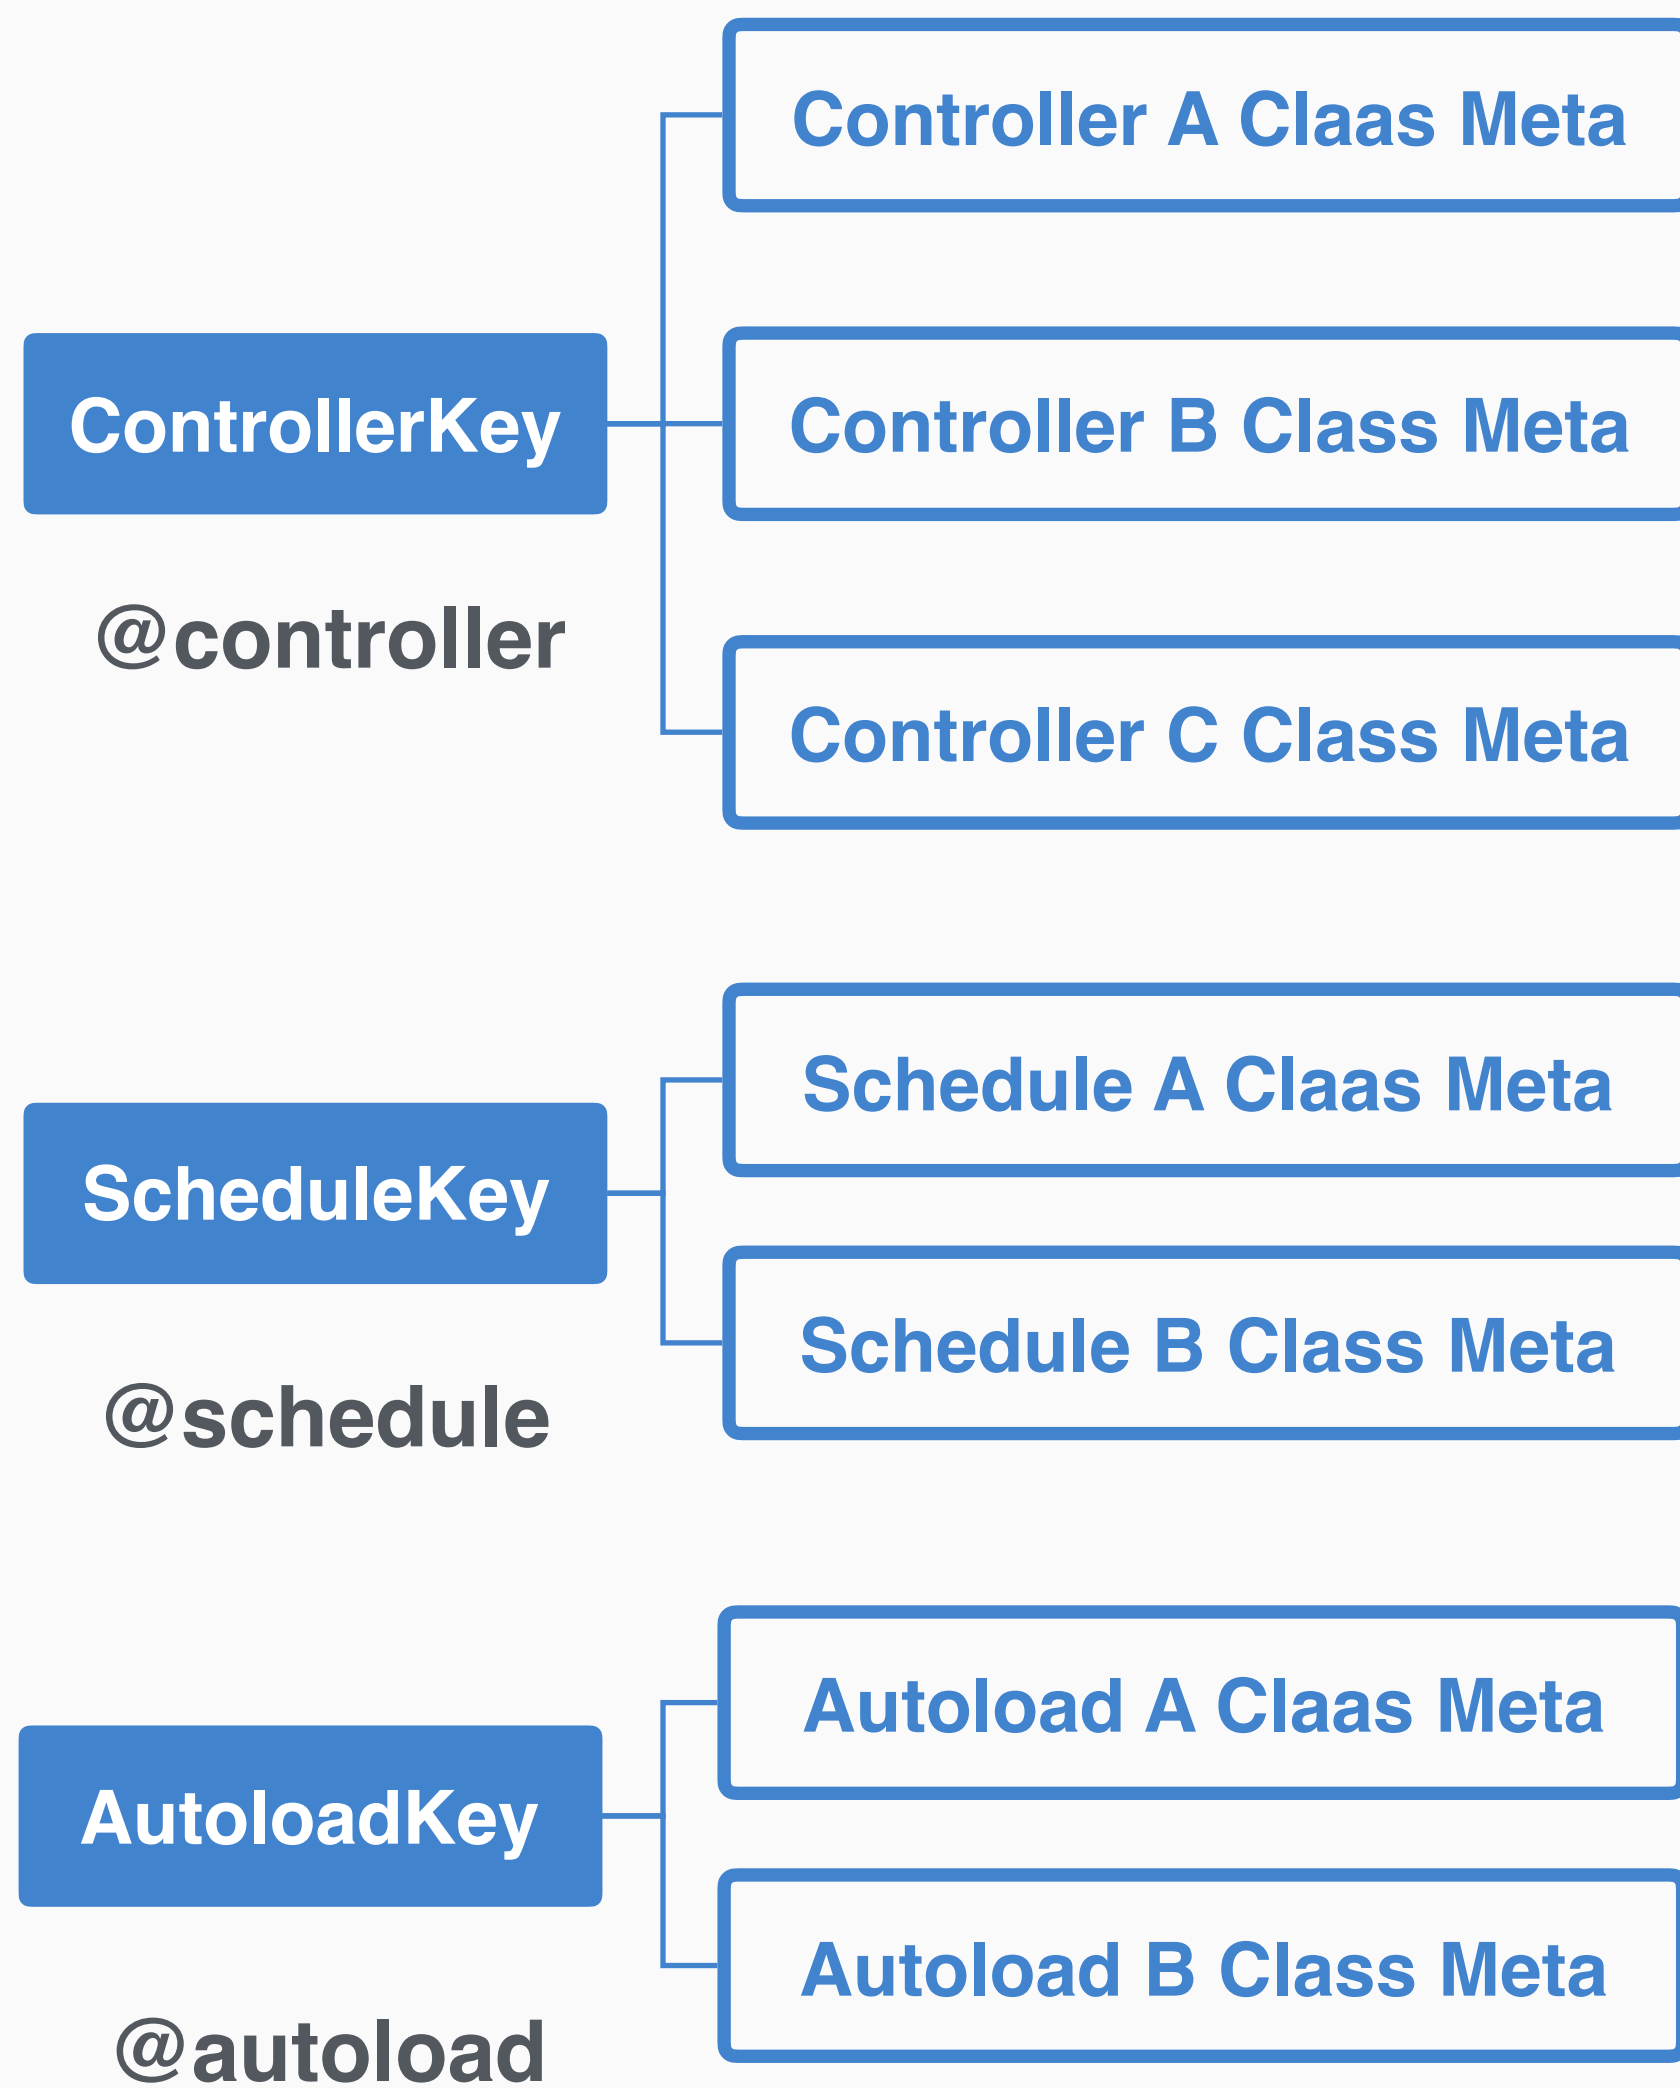 Controller A Claas Meta
ControllerKey
Controller B Class Meta
@controller
Controller C Class Meta
Schedule A Claas Meta
ScheduleKey
Schedule B Class Meta
@schedule
Autoload A Claas Meta
AutoloadKey
Autoload B Class Meta
@autoload